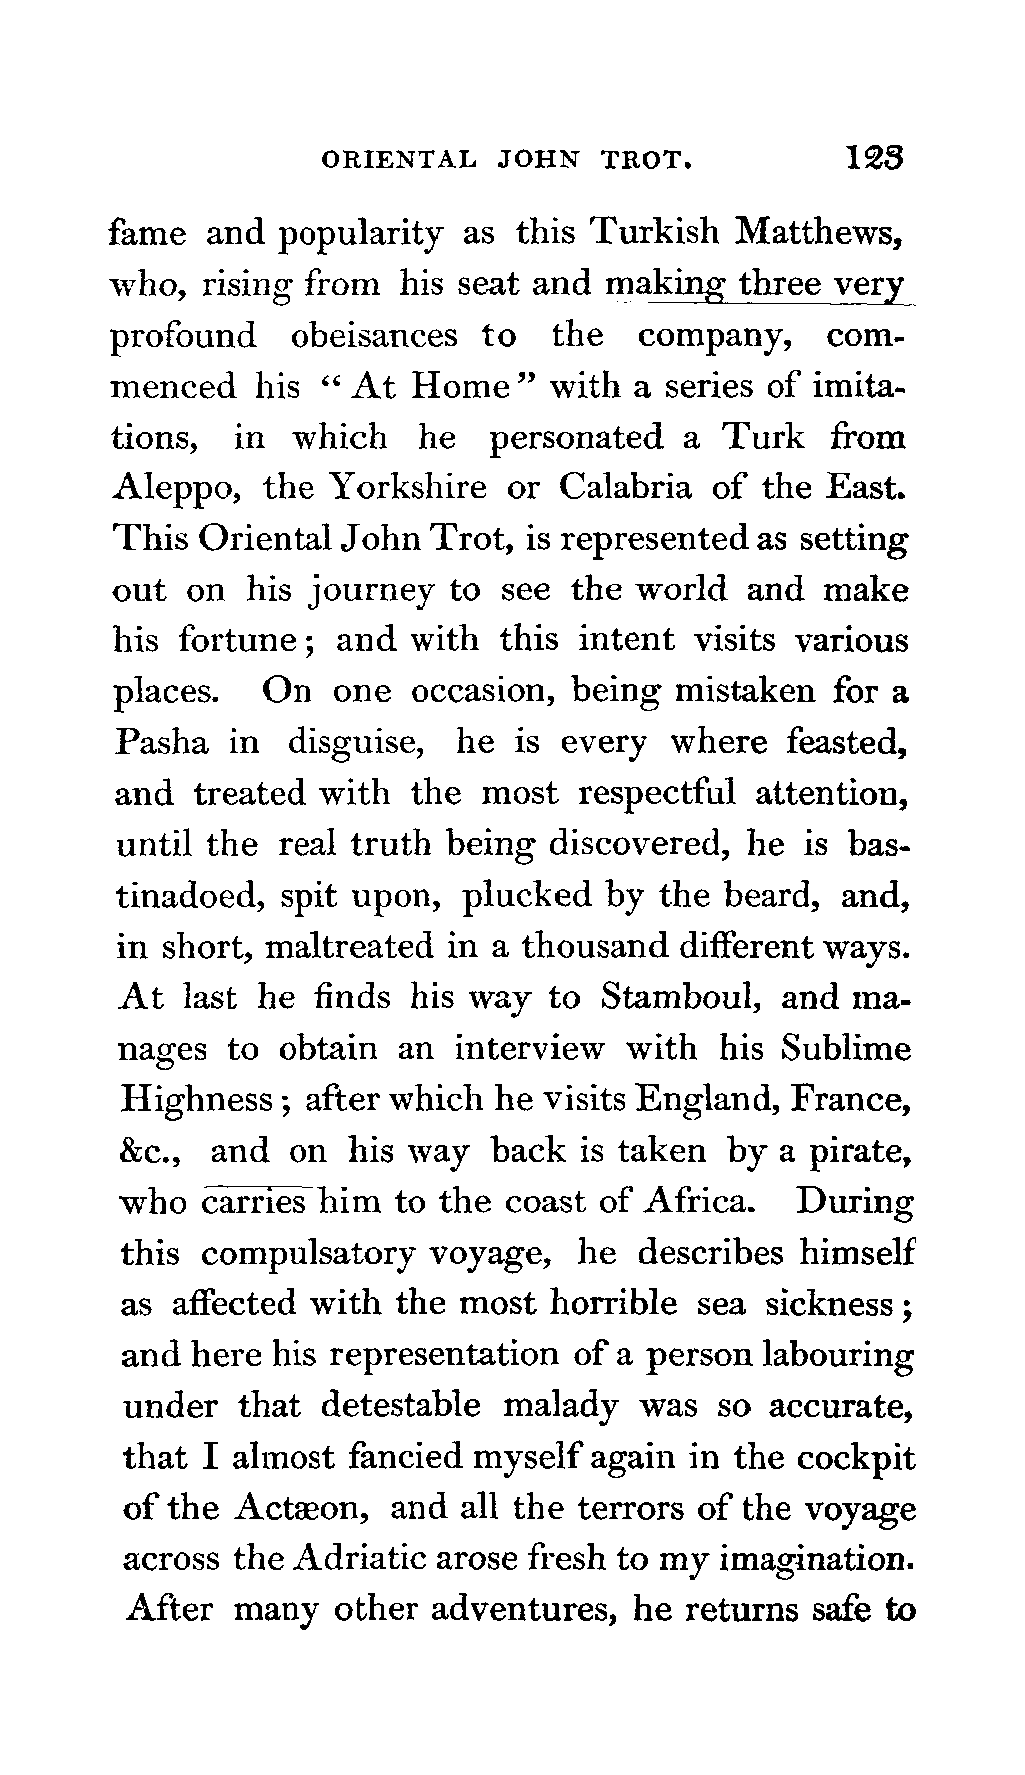 ORIENTAL JOHN TROT. 123
fame and popularity as this Turkish Matthews,
who, rising from his seat and making three very
profound obeisances to the company, com-
menced his “ At Home ” with a series of imita-
tions, in which he personated a Turk from
Aleppo, the Yorkshire or Calabria of the East.
This Oriental John Trot, is represented as setting
out on his journey to see the world and make
his fortune ; and with this intent visits various
places. On one occasion, being mistaken for a
Pasha in disguise, he is every where feasted,
and treated with the most respectful attention,
until the real truth being discovered, he is bas-
tinadoed, spit upon, plucked by the beard, and,
in short, maltreated in a thousand different ways.
At last he finds his way to Stamboul, and ma-
nages to obtain an interview with his Sublime
Highness ; after which he visits England, France,
&c., and on his way back is taken by a pirate,
who carries him to the coast of Africa. During
this compulsatory voyage, he describes himself
as affected with the most horrible sea sickness ;
and here his representation of a person labouring
under that detestable malady was so accurate,
that I almost fancied myself again in the cockpit
of the Actæon, and all the terrors of the voyage
across the Adriatic arose fresh to my imagination.
After many other adventures, he returns safe to